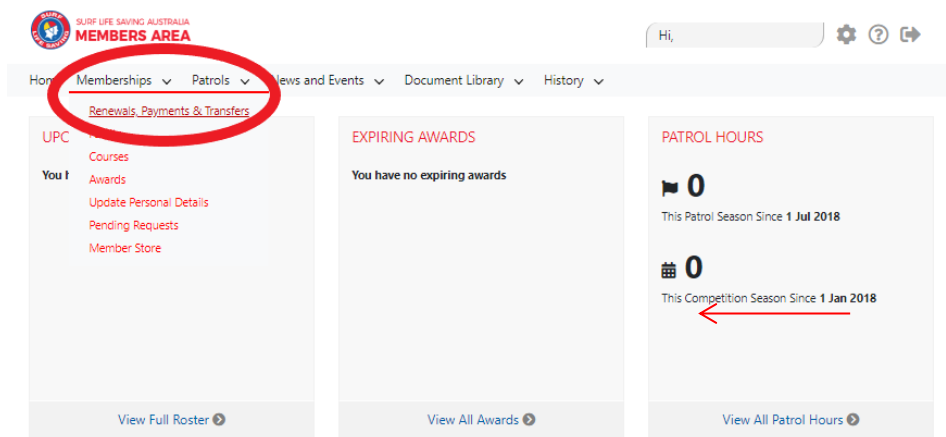 SURF LIFE SAVING AUSTRALIA
MEMBERS AREA
SURF
LIFE SAVING
Hi,
Memberships Patrols News and Events Document Library History
Renewals, Payments & Transfers
Courses
Awards
Update Personal Details
Pending Requests
Member Store
UPC
You h
View Full Roster
EXPIRING AWARDS
You have no expiring awards
View All Awards
PATROL HOURS
0
This Patrol Season Since 1 Jul 2018
0
This Competition Season Since 1 Jan 2018
View All Patrol Hours